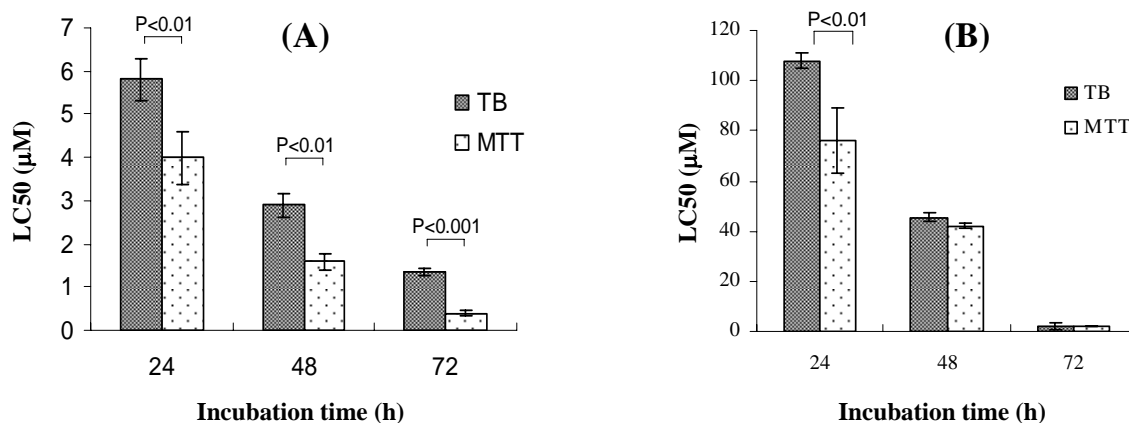 (A)
P<0.01
P<0.01
P<0.001
TB
MTT
LC50 (µM)
7
6
5
4
3
2
1
0
24 48 72
Incubation time (h)
(B)
P<0.01
TB
MTT
LC50 (µM)
120
100
80
60
40
20
0
24 48 72
Incubation time (h)